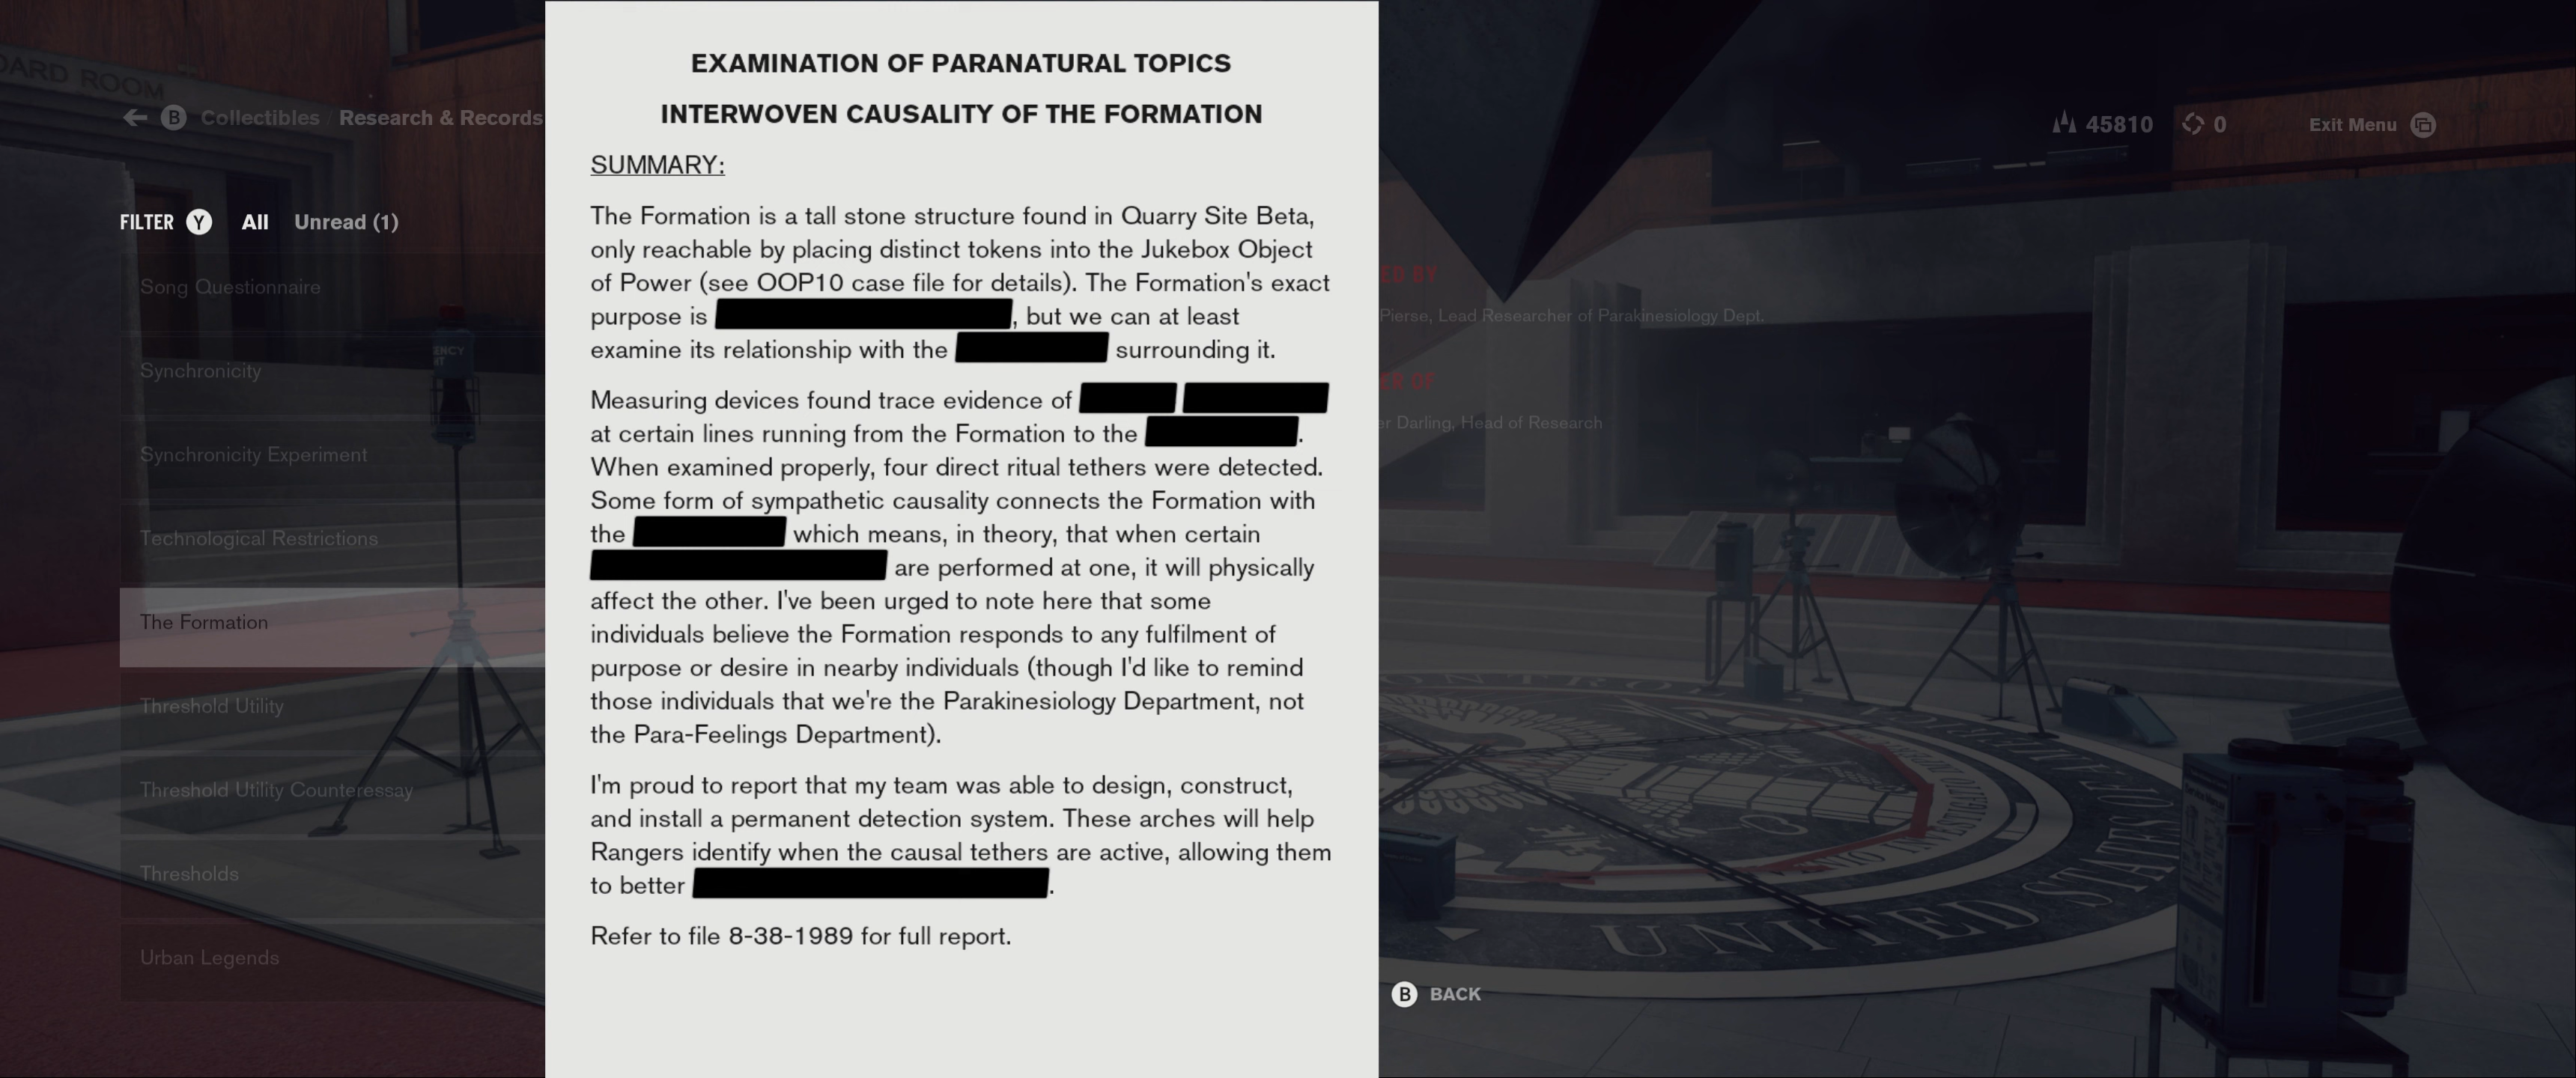 BOARD ROOM
B Collectibles / Research & Records
45810 0 Exit Menu
FILTER Y All Unread (1)
Song Questionnaire
Synchronicity
Synchronicity Experiment
Technological Restrictions
The Formation
Threshold Utility
Threshold Utility Counteressay
Thresholds
Urban Legends
EXAMINATION OF PARANATURAL TOPICS
INTERWOVEN CAUSALITY OF THE FORMATION
SUMMARY:
The Formation is a tall stone structure found in Quarry Site Beta,
only reachable by placing distinct tokens into the Jukebox Object
of Power (see OOP10 case file for details). The Formation's exact
purpose is , but we can at least
examine its relationship with the surrounding it.
Measuring devices found trace evidence of
at certain lines running from the Formation to the .
When examined properly, four direct ritual tethers were detected.
Some form of sympathetic causality connects the Formation with
the which means, in theory, that when certain
are performed at one, it will physically
affect the other. I've been urged to note here that some
individuals believe the Formation responds to any fulfilment of
purpose or desire in nearby individuals (though I'd like to remind
those individuals that we're the Parakinesiology Department, not
the Para-Feelings Department).
I'm proud to report that my team was able to design, construct,
and install a permanent detection system. These arches will help
Rangers identify when the causal tethers are active, allowing them
to better .
Refer to file 8-38-1989 for full report.
ED BY
Pierse, Lead Researcher of Parakinesiology Dept.
ER OF
er Darling, Head of Research
UNITED STATES
B BACK